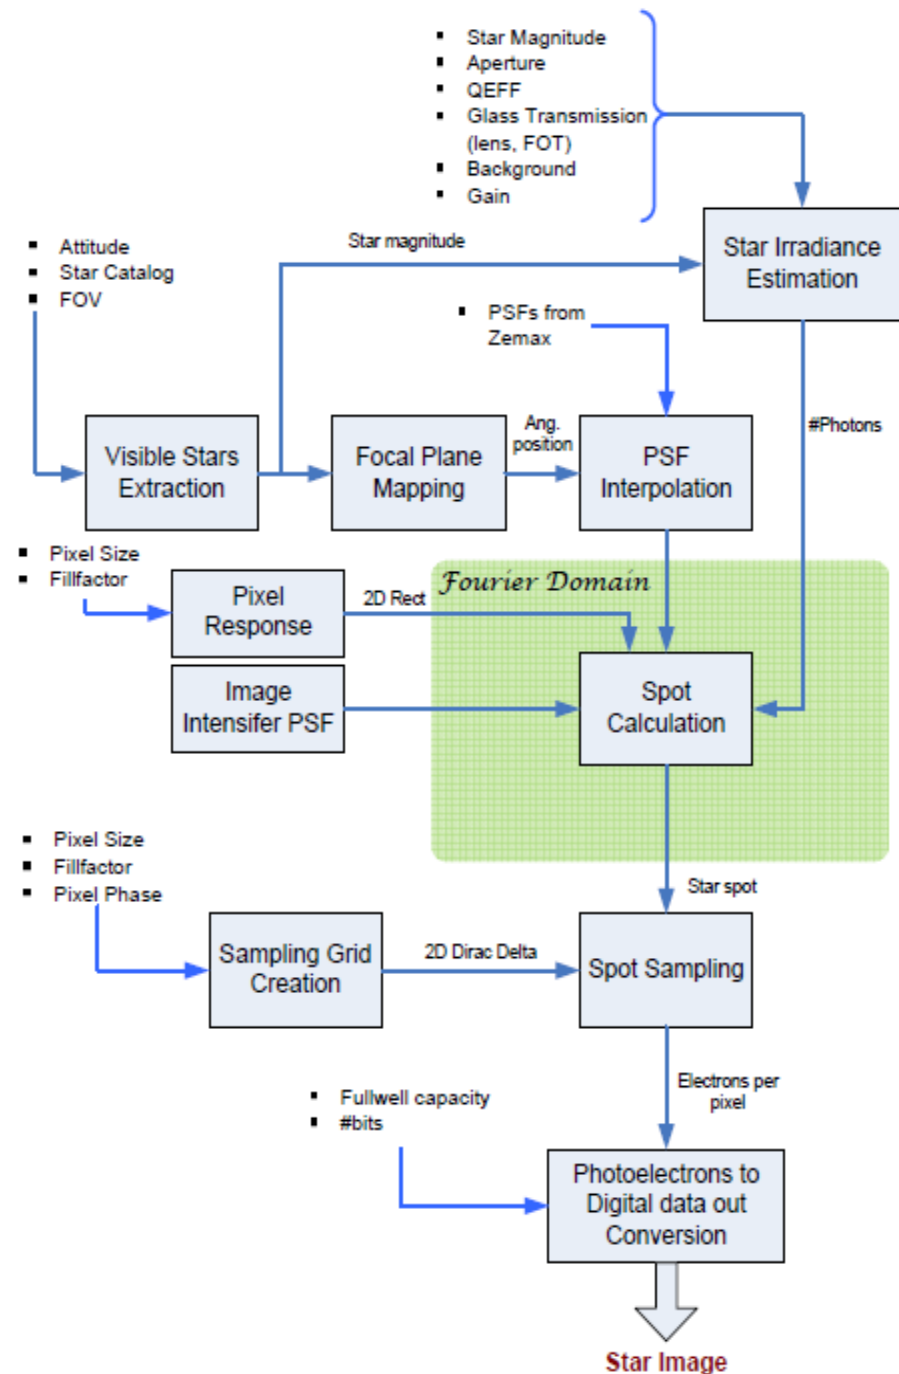 ▪ Star Magnitude
▪ Aperture
▪ QEFF
▪ Glass Transmission
(lens, FOT)
▪ Background
▪ Gain
Star Irradiance
Estimation
Star magnitude
▪ Attitude
▪ Star Catalog
▪ FOV
▪ PSFs from
Zemax
#Photons
Visible Stars
Extraction
Focal Plane
Mapping
Ang.
position
PSF
Interpolation
▪ Pixel Size
▪ Fillfactor
Pixel
Response
2D Rect
Fourier Domain
Image
Intensifer PSF
Spot
Calculation
▪ Pixel Size
▪ Fillfactor
▪ Pixel Phase
Star spot
Sampling Grid
Creation
2D Dirac Delta
Spot Sampling
Electrons per
pixel
▪ Fullwell capacity
▪ #bits
Photoelectrons to
Digital data out
Conversion
Star Image